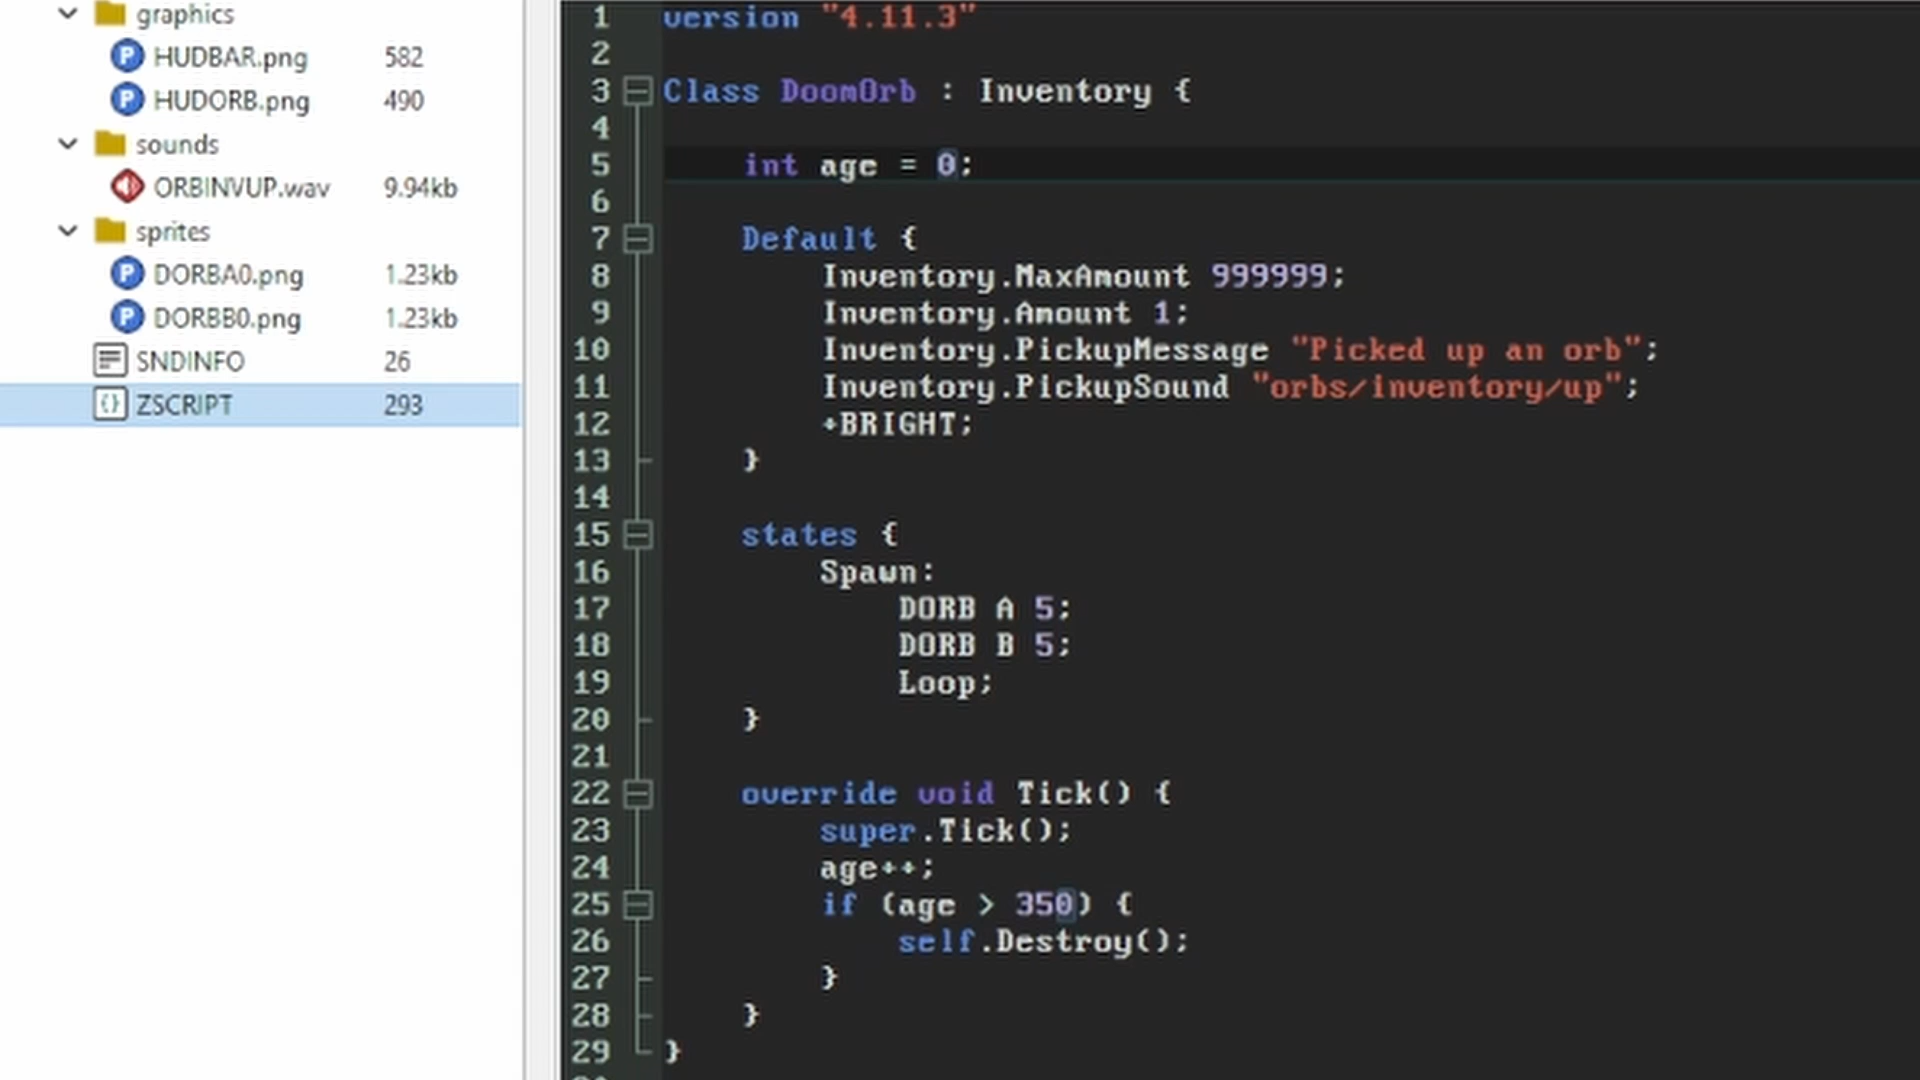 graphics
HUDBAR.png 582
HUDORB.png 490
sounds
ORBINVUP.wav 9.94kb
sprites
DORBA0.png 1.23kb
DORBB0.png 1.23kb
SNDINFO 26
ZSCRIPT 293
1 version "4.11.3"
2
3 Class DoomOrb : Inventory {
4
5 int age = 0;
6
7 Default {
8 Inventory.MaxAmount 999999;
9 Inventory.Amount 1;
10 Inventory.PickupMessage "Picked up an orb";
11 Inventory.PickupSound "orbs/inventory/up";
12 +BRIGHT;
13 }
14
15 states {
16 Spawn:
17 DORB A 5;
18 DORB B 5;
19 Loop;
20 }
21
22 override void Tick() {
23 super.Tick();
24 age++;
25 if (age > 350) {
26 self.Destroy();
27 }
28 }
29 }